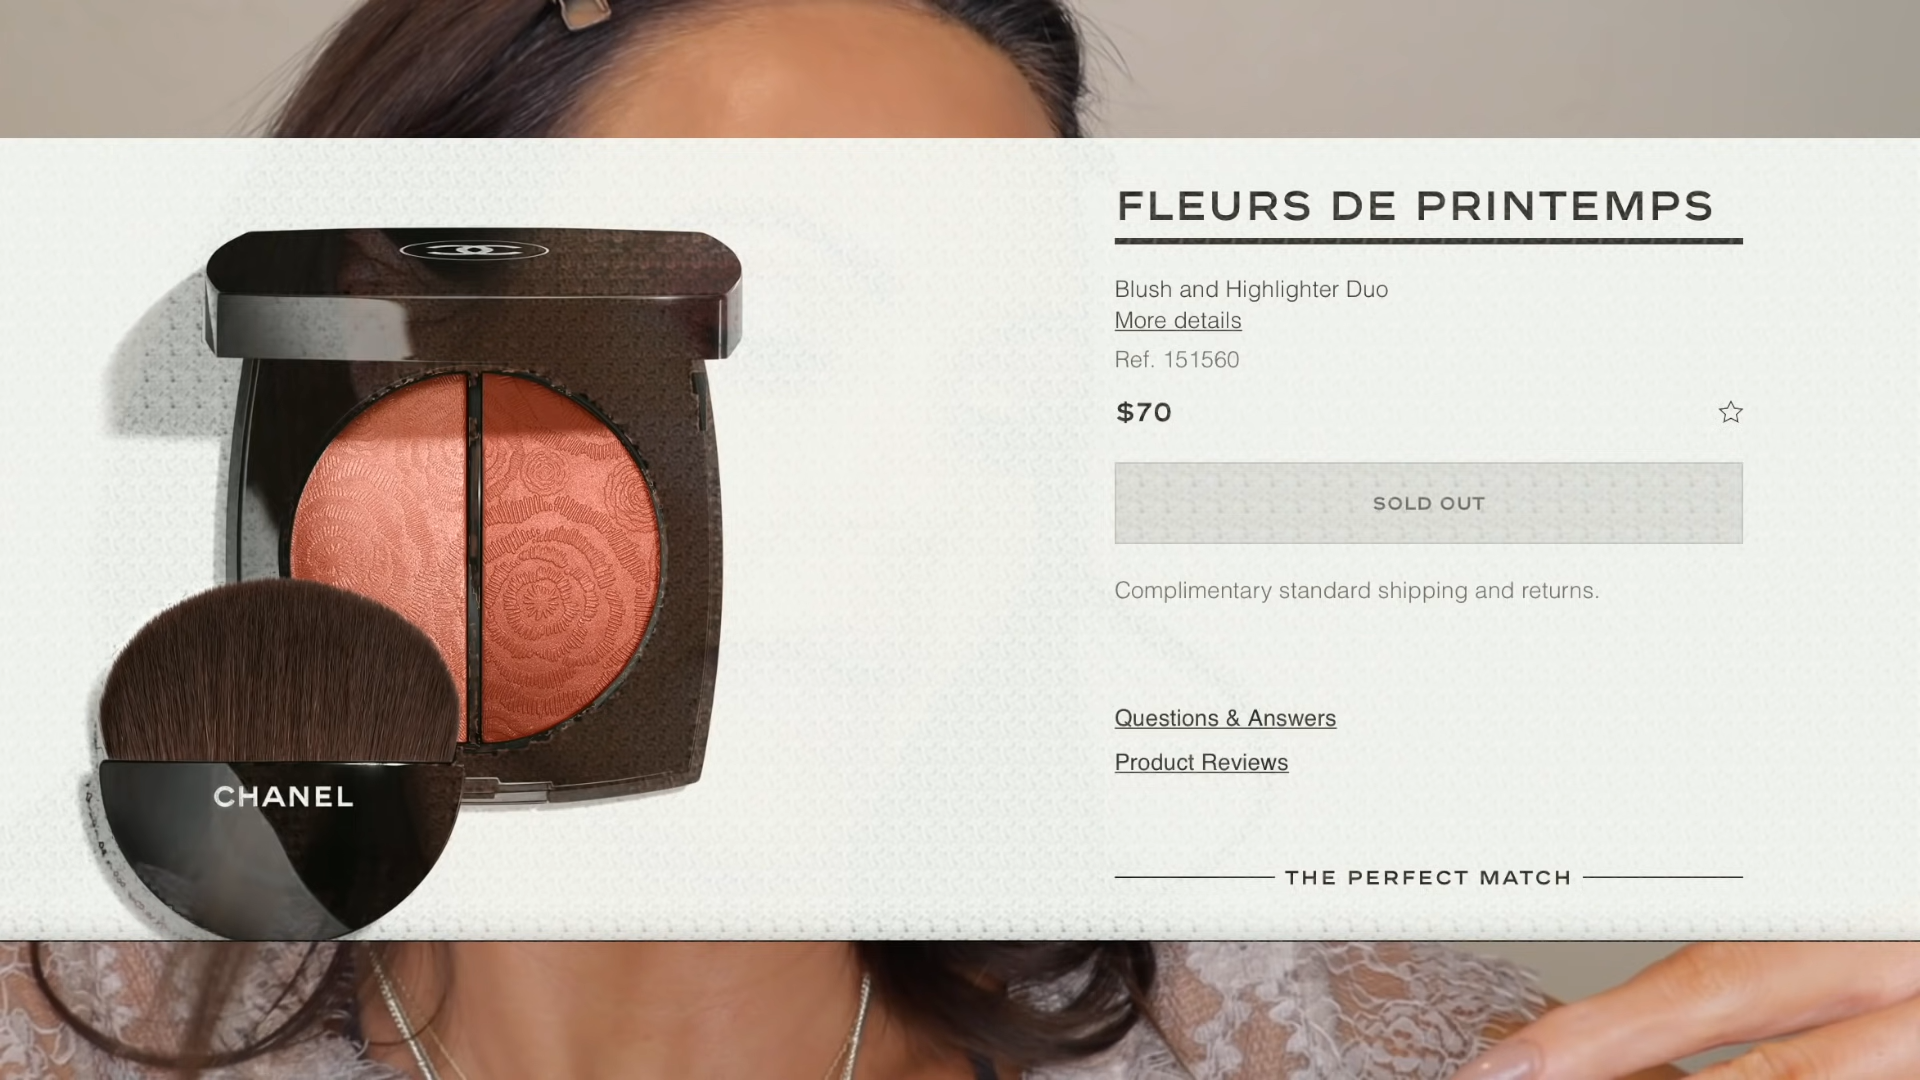 FLEURS DE PRINTEMPS
Blush and Highlighter Duo
More details
Ref. 151560
$70
SOLD OUT
Complimentary standard shipping and returns.
Questions & Answers
Product Reviews
THE PERFECT MATCH
CHANEL